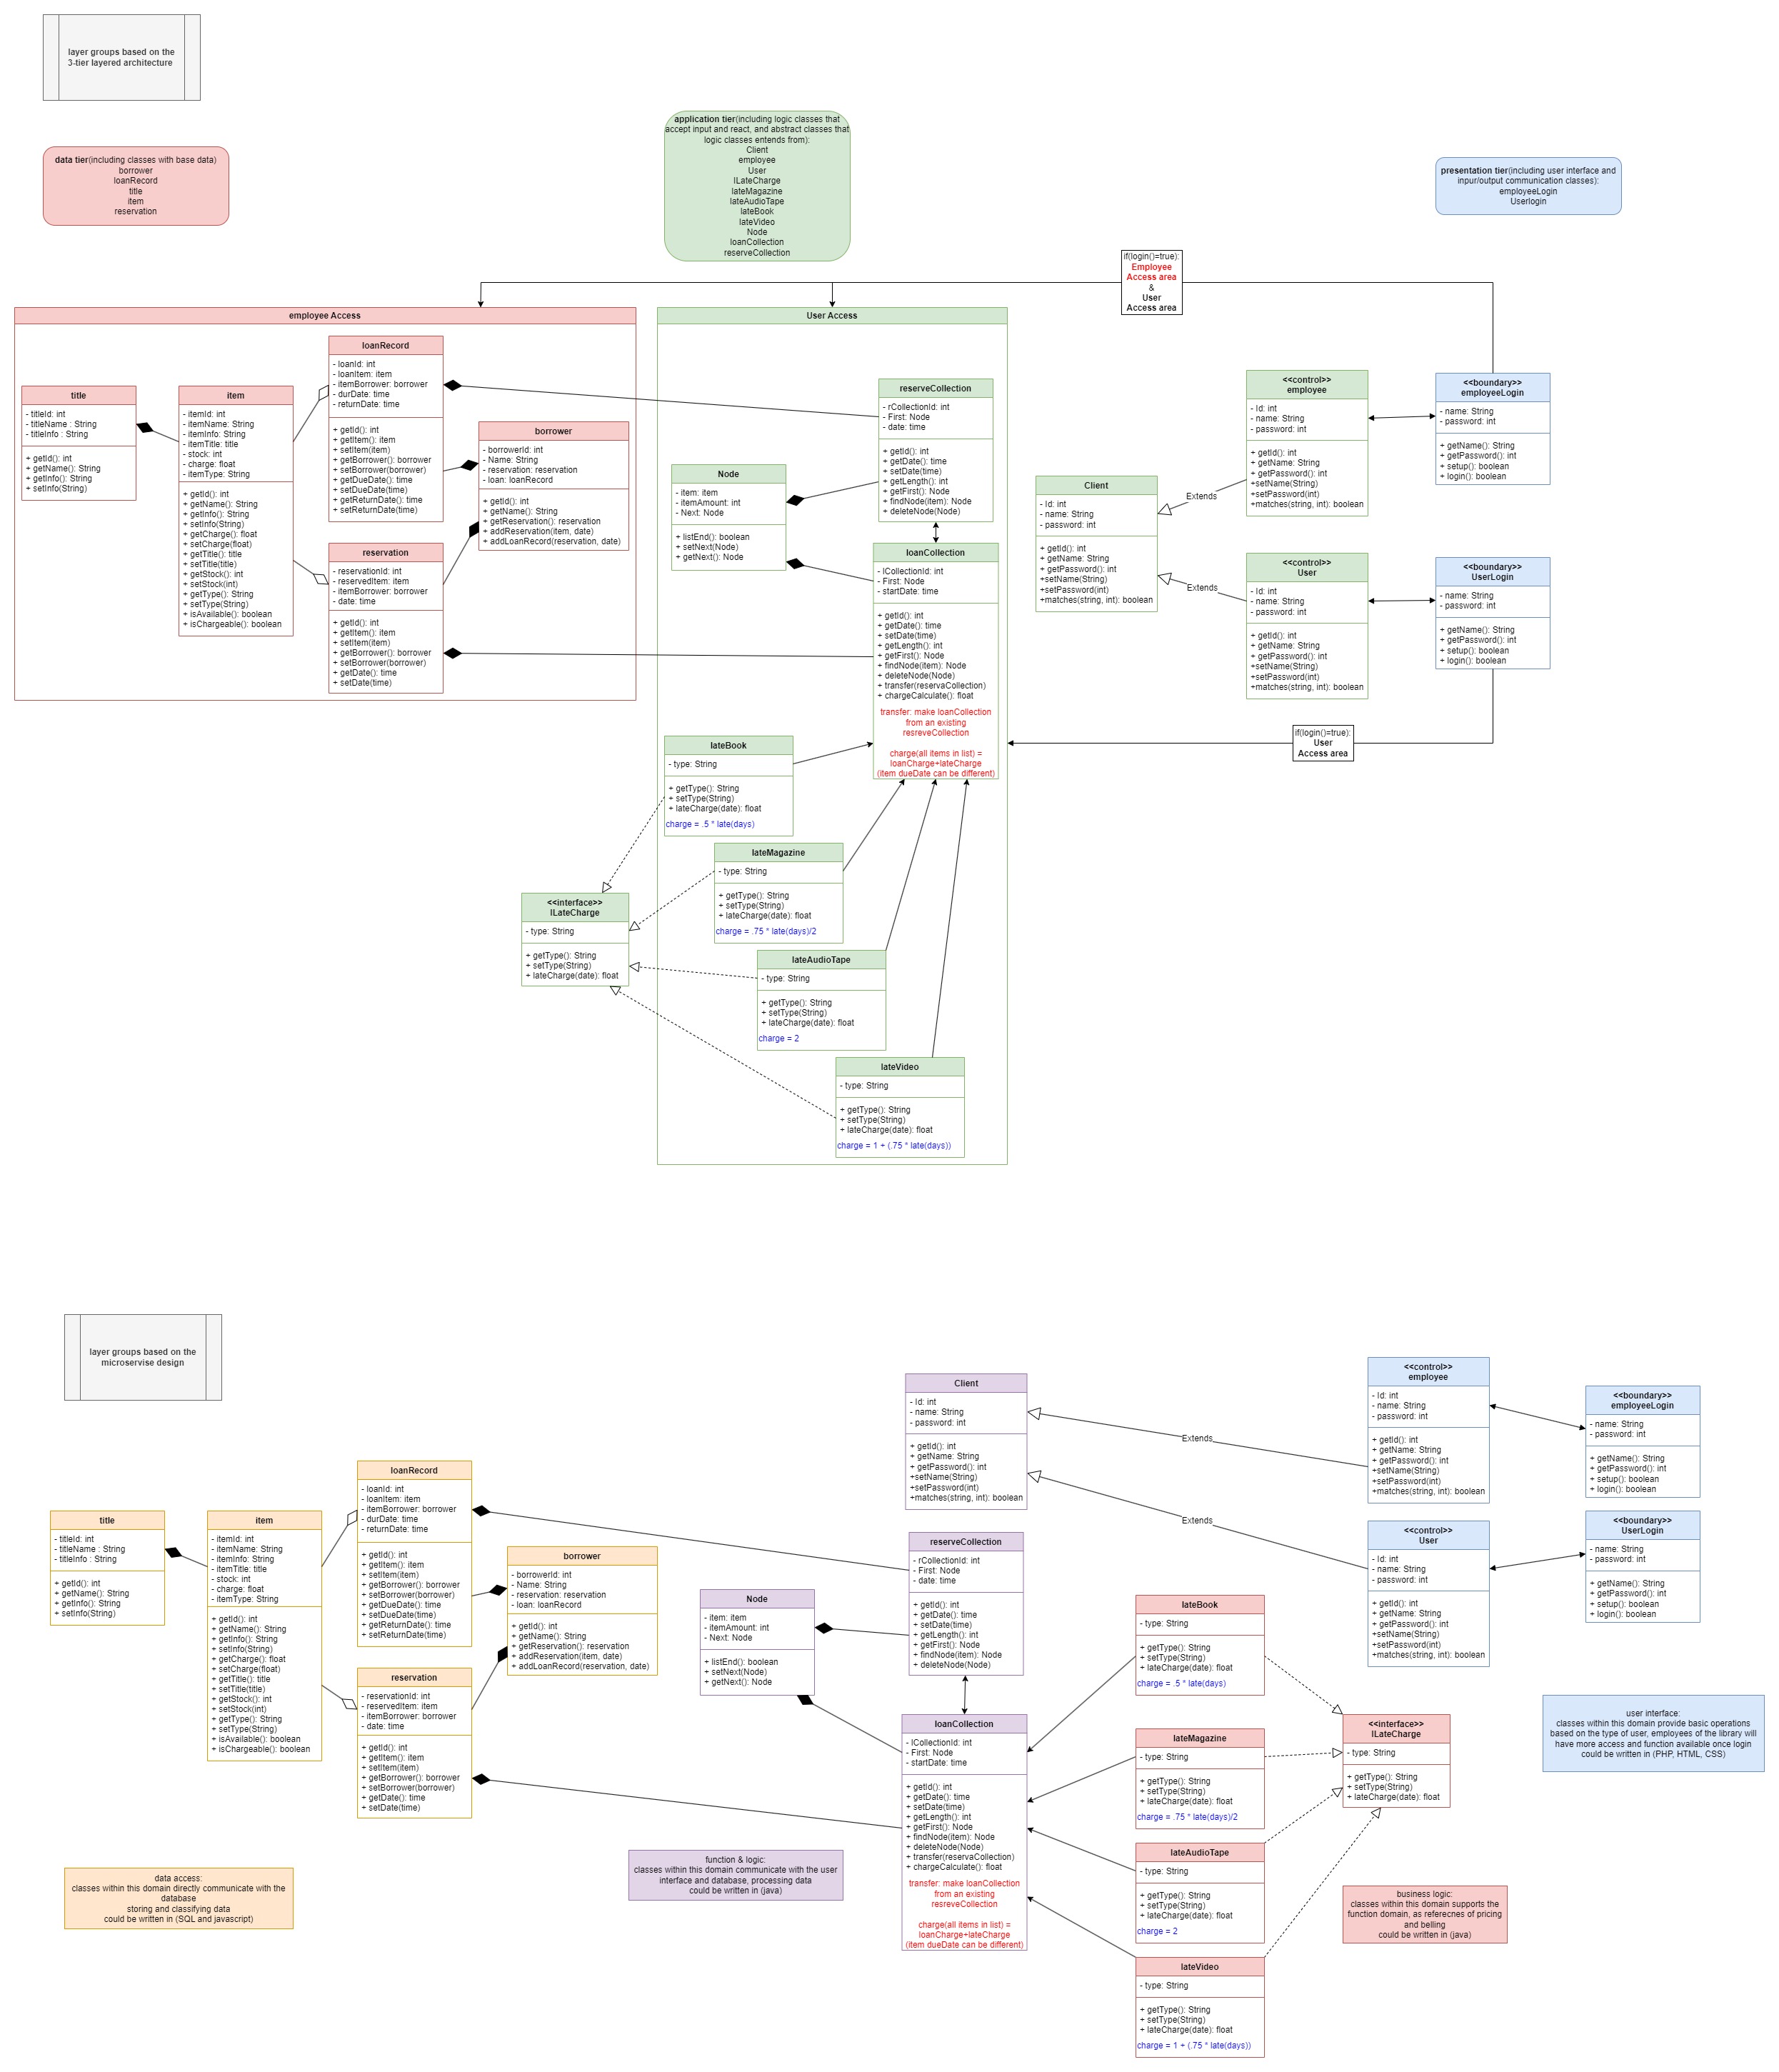 layer groups based on the
3-tier layered architecture
data tier(including classes with base data)
borrower
loanRecord
title
item
reservation
application tier(including logic classes that
accept input and react, and abstract classes that
logic classes entends from):
Client
employee
User
ILateCharge
lateMagazine
lateAudioTape
lateBook
lateVideo
Node
loanCollection
reserveCollection
presentation tier(including user interface and
inpur/output communication classes):
employeeLogin
Userlogin
if(login()=true):
Employee
Access area
&
User
Access area
employee Access
title
- titleId: int
- titleName : String
- titleInfo : String
+ getId(): int
+ getName(): String
+ getInfo(): String
+ setInfo(String)
item
- itemId: int
- itemName: String
- itemInfo: String
- itemTitle: title
- stock: int
- charge: float
- itemType: String
+ getId(): int
+ getName(): String
+ getInfo(): String
+ setInfo(String)
+ getCharge(): float
+ setCharge(float)
+ getTitle(): title
+ setTitle(title)
+ getStock(): int
+ setStock(int)
+ getType(): String
+ setType(String)
+ isAvailable(): boolean
+ isChargeable(): boolean
loanRecord
- loanId: int
- loanItem: item
- itemBorrower: borrower
- durDate: time
- returnDate: time
+ getId(): int
+ getItem(): item
+ setItem(item)
+ getBorrower(): borrower
+ setBorrower(borrower)
+ getDueDate(): time
+ setDueDate(time)
+ getReturnDate(): time
+ setReturnDate(time)
borrower
- borrowerId: int
- Name: String
- reservation: reservation
- loan: loanRecord
+ getId(): int
+ getName(): String
+ getReservation(): reservation
+ addReservation(item, date)
+ addLoanRecord(reservation, date)
reservation
- reservationId: int
- reservedItem: item
- itemBorrower: borrower
- date: time
+ getId(): int
+ getItem(): item
+ setItem(item)
+ getBorrower(): borrower
+ setBorrower(borrower)
+ getDate(): time
+ setDate(time)
User Access
reserveCollection
- rCollectionId: int
- First: Node
- date: time
+ getId(): int
+ getDate(): time
+ setDate(time)
+ getLength(): int
+ getFirst(): Node
+ findNode(item): Node
+ deleteNode(Node)
Node
- item: item
- itemAmount: int
- Next: Node
+ listEnd(): boolean
+ setNext(Node)
+ getNext(): Node
loanCollection
- lCollectionId: int
- First: Node
- startDate: time
+ getId(): int
+ getDate(): time
+ setDate(time)
+ getLength(): int
+ getFirst(): Node
+ findNode(item): Node
+ deleteNode(Node)
+ transfer(reservaCollection)
+ chargeCalculate(): float
transfer: make loanCollection
from an existing
resreveCollection
charge(all items in list) =
loanCharge+lateCharge
(item dueDate can be different)
lateBook
- type: String
+ getType(): String
+ setType(String)
+ lateCharge(date): float
charge = .5 * late(days)
lateMagazine
- type: String
+ getType(): String
+ setType(String)
+ lateCharge(date): float
charge = .75 * late(days)/2
<<interface>>
ILateCharge
- type: String
+ getType(): String
+ setType(String)
+ lateCharge(date): float
lateAudioTape
- type: String
+ getType(): String
+ setType(String)
+ lateCharge(date): float
charge = 2
lateVideo
- type: String
+ getType(): String
+ setType(String)
+ lateCharge(date): float
charge = 1 + (.75 * late(days))
Client
- Id: int
- name: String
- password: int
+ getId(): int
+ getName: String
+ getPassword(): int
+setName(String)
+setPassword(int)
+matches(string, int): boolean
Extends
Extends
<<control>>
employee
- Id: int
- name: String
- password: int
+ getId(): int
+ getName: String
+ getPassword(): int
+setName(String)
+setPassword(int)
+matches(string, int): boolean
<<boundary>>
employeeLogin
- name: String
- password: int
+ getName(): String
+ getPassword(): int
+ setup(): boolean
+ login(): boolean
<<control>>
User
- Id: int
- name: String
- password: int
+ getId(): int
+ getName: String
+ getPassword(): int
+setName(String)
+setPassword(int)
+matches(string, int): boolean
<<boundary>>
UserLogin
- name: String
- password: int
+ getName(): String
+ getPassword(): int
+ setup(): boolean
+ login(): boolean
if(login()=true):
User
Access area
layer groups based on the
microservise design
title
- titleId: int
- titleName : String
- titleInfo : String
+ getId(): int
+ getName(): String
+ getInfo(): String
+ setInfo(String)
item
- itemId: int
- itemName: String
- itemInfo: String
- itemTitle: title
- stock: int
- charge: float
- itemType: String
+ getId(): int
+ getName(): String
+ getInfo(): String
+ setInfo(String)
+ getCharge(): float
+ setCharge(float)
+ getTitle(): title
+ setTitle(title)
+ getStock(): int
+ setStock(int)
+ getType(): String
+ setType(String)
+ isAvailable(): boolean
+ isChargeable(): boolean
loanRecord
- loanId: int
- loanItem: item
- itemBorrower: borrower
- durDate: time
- returnDate: time
+ getId(): int
+ getItem(): item
+ setItem(item)
+ getBorrower(): borrower
+ setBorrower(borrower)
+ getDueDate(): time
+ setDueDate(time)
+ getReturnDate(): time
+ setReturnDate(time)
borrower
- borrowerId: int
- Name: String
- reservation: reservation
- loan: loanRecord
+ getId(): int
+ getName(): String
+ getReservation(): reservation
+ addReservation(item, date)
+ addLoanRecord(reservation, date)
reservation
- reservationId: int
- reservedItem: item
- itemBorrower: borrower
- date: time
+ getId(): int
+ getItem(): item
+ setItem(item)
+ getBorrower(): borrower
+ setBorrower(borrower)
+ getDate(): time
+ setDate(time)
data access:
classes within this domain directly communicate with the
database
storing and classifying data
could be written in (SQL and javascript)
function & logic:
classes within this domain communicate with the user
interface and database, processing data
could be written in (java)
Client
- Id: int
- name: String
- password: int
+ getId(): int
+ getName: String
+ getPassword(): int
+setName(String)
+setPassword(int)
+matches(string, int): boolean
Extends
Extends
reserveCollection
- rCollectionId: int
- First: Node
- date: time
+ getId(): int
+ getDate(): time
+ setDate(time)
+ getLength(): int
+ getFirst(): Node
+ findNode(item): Node
+ deleteNode(Node)
Node
- item: item
- itemAmount: int
- Next: Node
+ listEnd(): boolean
+ setNext(Node)
+ getNext(): Node
loanCollection
- lCollectionId: int
- First: Node
- startDate: time
+ getId(): int
+ getDate(): time
+ setDate(time)
+ getLength(): int
+ getFirst(): Node
+ findNode(item): Node
+ deleteNode(Node)
+ transfer(reservaCollection)
+ chargeCalculate(): float
transfer: make loanCollection
from an existing
resreveCollection
charge(all items in list) =
loanCharge+lateCharge
(item dueDate can be different)
lateBook
- type: String
+ getType(): String
+ setType(String)
+ lateCharge(date): float
charge = .5 * late(days)
lateMagazine
- type: String
+ getType(): String
+ setType(String)
+ lateCharge(date): float
charge = .75 * late(days)/2
lateAudioTape
- type: String
+ getType(): String
+ setType(String)
+ lateCharge(date): float
charge = 2
lateVideo
- type: String
+ getType(): String
+ setType(String)
+ lateCharge(date): float
charge = 1 + (.75 * late(days))
<<interface>>
ILateCharge
- type: String
+ getType(): String
+ setType(String)
+ lateCharge(date): float
business logic:
classes within this domain supports the
function domain, as referecnes of pricing
and belling
could be written in (java)
<<control>>
employee
- Id: int
- name: String
- password: int
+ getId(): int
+ getName: String
+ getPassword(): int
+setName(String)
+setPassword(int)
+matches(string, int): boolean
<<boundary>>
employeeLogin
- name: String
- password: int
+ getName(): String
+ getPassword(): int
+ setup(): boolean
+ login(): boolean
<<control>>
User
- Id: int
- name: String
- password: int
+ getId(): int
+ getName: String
+ getPassword(): int
+setName(String)
+setPassword(int)
+matches(string, int): boolean
<<boundary>>
UserLogin
- name: String
- password: int
+ getName(): String
+ getPassword(): int
+ setup(): boolean
+ login(): boolean
user interface:
classes within this domain provide basic operations
based on the type of user, employees of the library will
have more access and function available once login
could be written in (PHP, HTML, CSS)